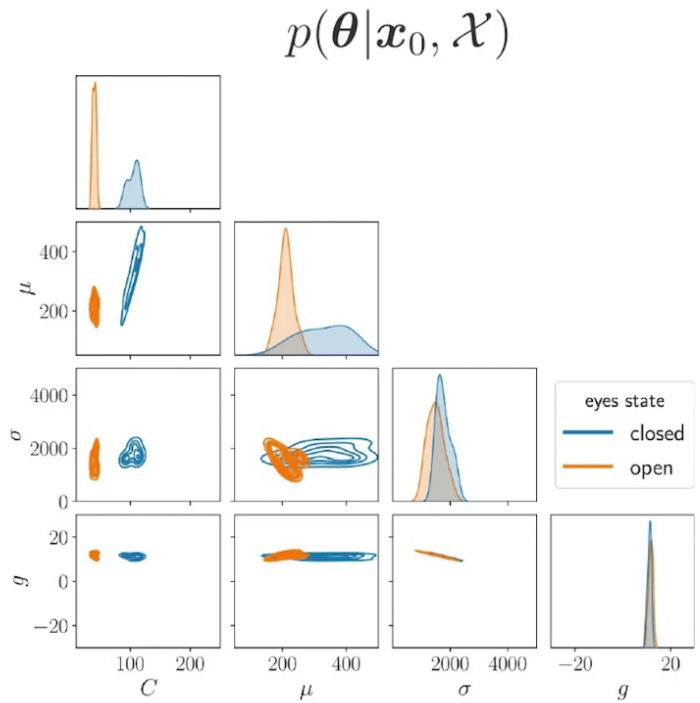 p(θ|x₀, 𝒳)
μ
400
200
σ
4000
2000
0
eyes state
closed
open
g
20
0
−20
100 200
200 400
2000 4000
−20 20
C μ σ g